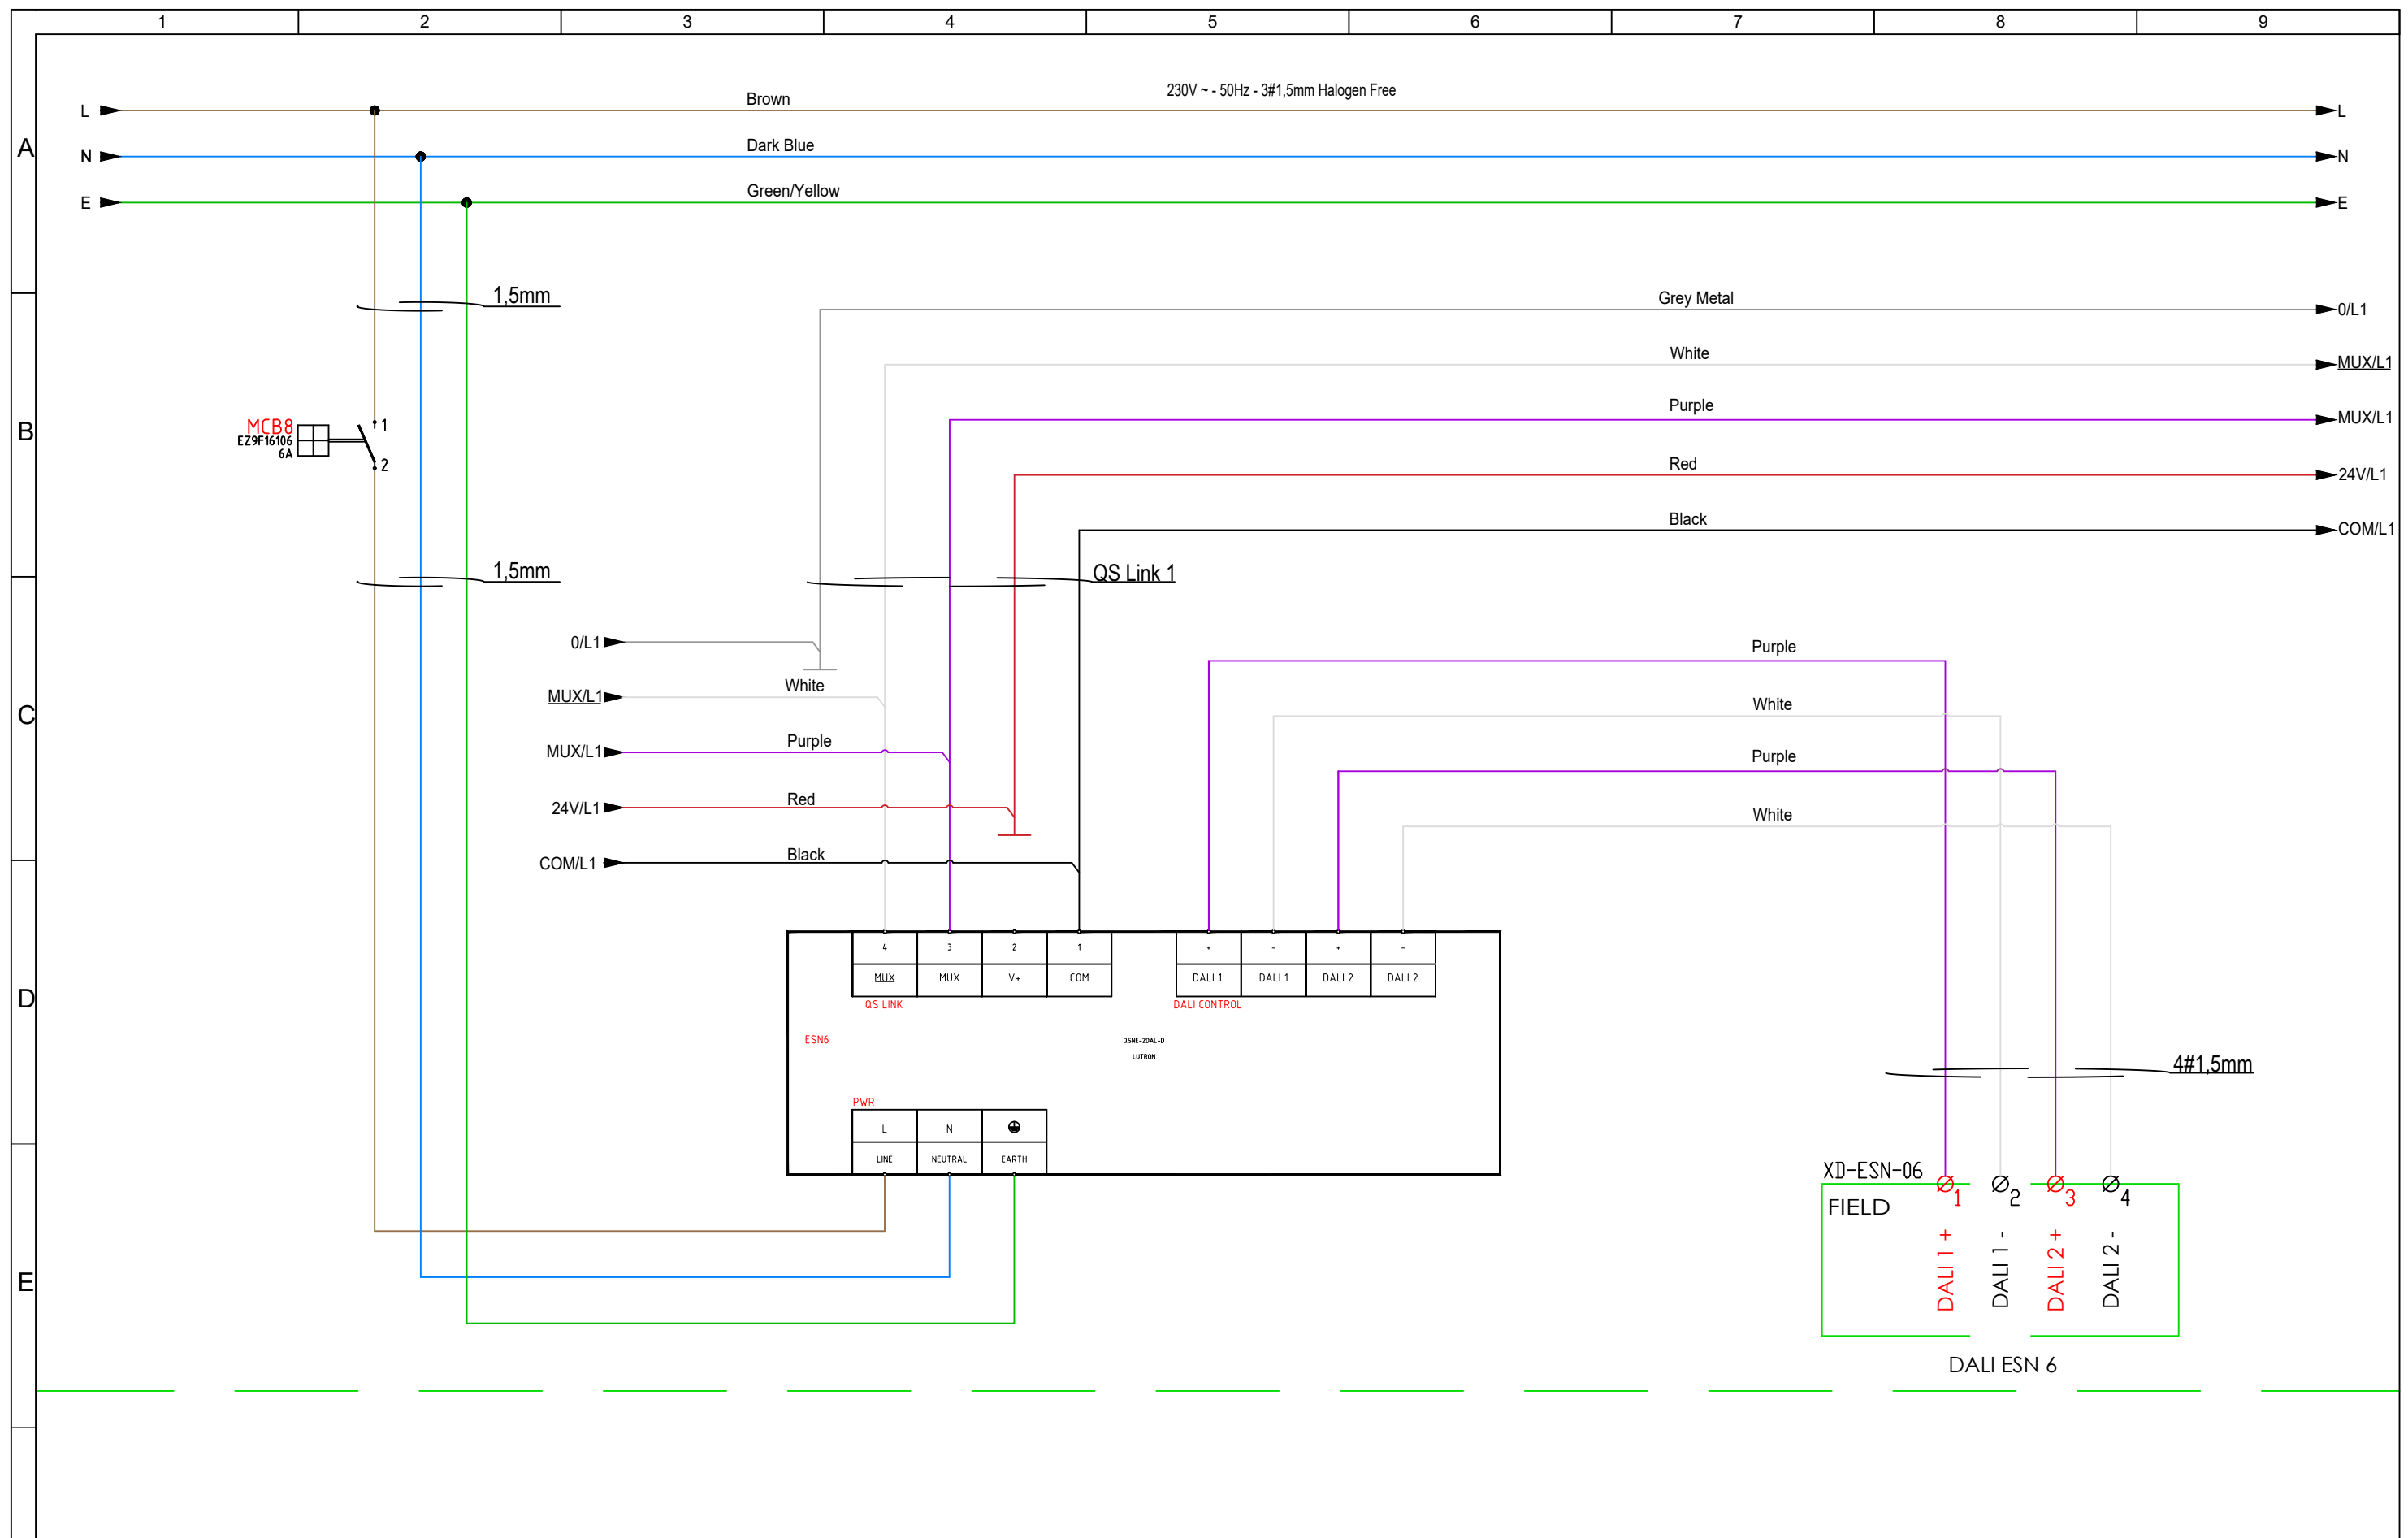 1 2 3 4 5 6 7 8 9
230V ~ - 50Hz - 3#1,5mm Halogen Free
Brown
L L
A
Dark Blue
N N
Green/Yellow
E E
1,5mm
Grey Metal
0/L1
White
MUX/L1
Purple
MUX/L1
B
MCB8
EZ9F16106
6A
1
2
Red
24V/L1
Black
COM/L1
1,5mm
QS Link 1
0/L1
Purple
White
MUX/L1
White
C
Purple
MUX/L1
Purple
Red
24V/L1
White
Black
COM/L1
4 3 2 1 + - + -
MUX MUX V+ COM DALI 1 DALI 1 DALI 2 DALI 2
QS LINK DALI CONTROL
D
ESN6
QSNE-2DAL-D
LUTRON
4#1,5mm
PWR
L N
LINE NEUTRAL EARTH
XD-ESN-06
FIELD
1 2 3 4
DALI 1 +
DALI 1 -
DALI 2 +
DALI 2 -
E
DALI ESN 6